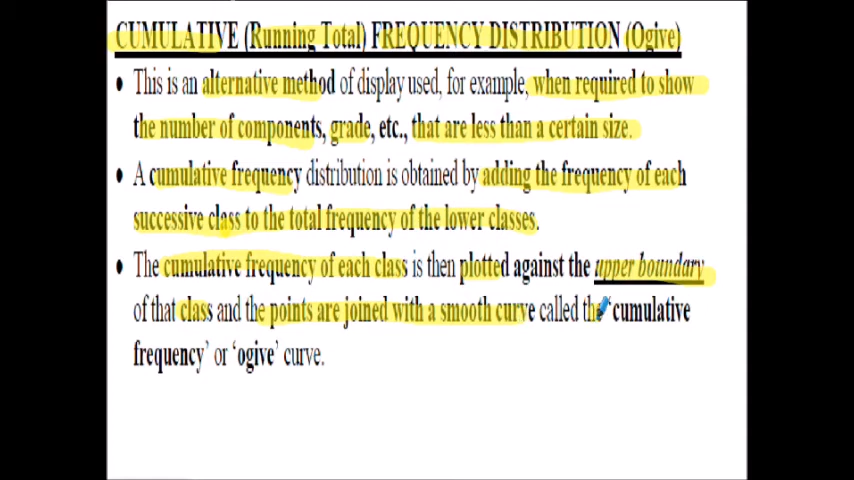 CUMULATIVE (Running Total) FREQUENCY DISTRIBUTION (Ogive)
• This is an alternative method of display used, for example, when required to show
the number of components, grade, etc., that are less than a certain size.
• A cumulative frequency distribution is obtained by adding the frequency of each
successive class to the total frequency of the lower classes.
• The cumulative frequency of each class is then plotted against the upper boundary
of that class and the points are joined with a smooth curve called the 'cumulative
frequency' or 'ogive' curve.